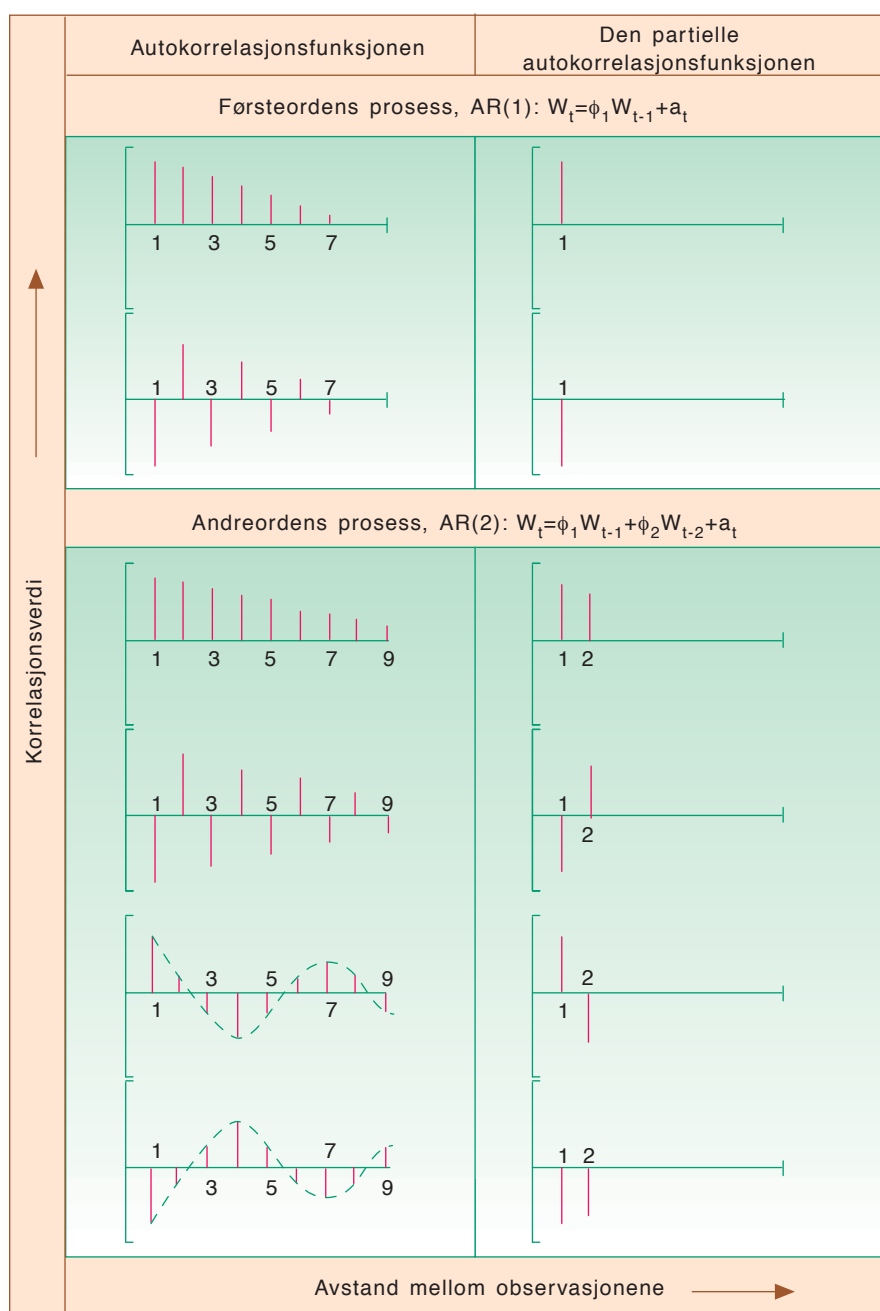 Autokorrelasjonsfunksjonen
Den partielle
autokorrelasjonsfunksjonen
Førsteordens prosess, AR(1): Wₜ=ϕ₁Wₜ₋₁+aₜ
1 3 5 7
1
1 3 5 7
1
Andreordens prosess, AR(2): Wₜ=ϕ₁Wₜ₋₁+ϕ₂Wₜ₋₂+aₜ
1 3 5 7 9
1 2
1 3 5 7 9
1
2
3 5 9
1 7
2
1
1 7
3 5 9
1 2
Korrelasjonsverdi
Avstand mellom observasjonene